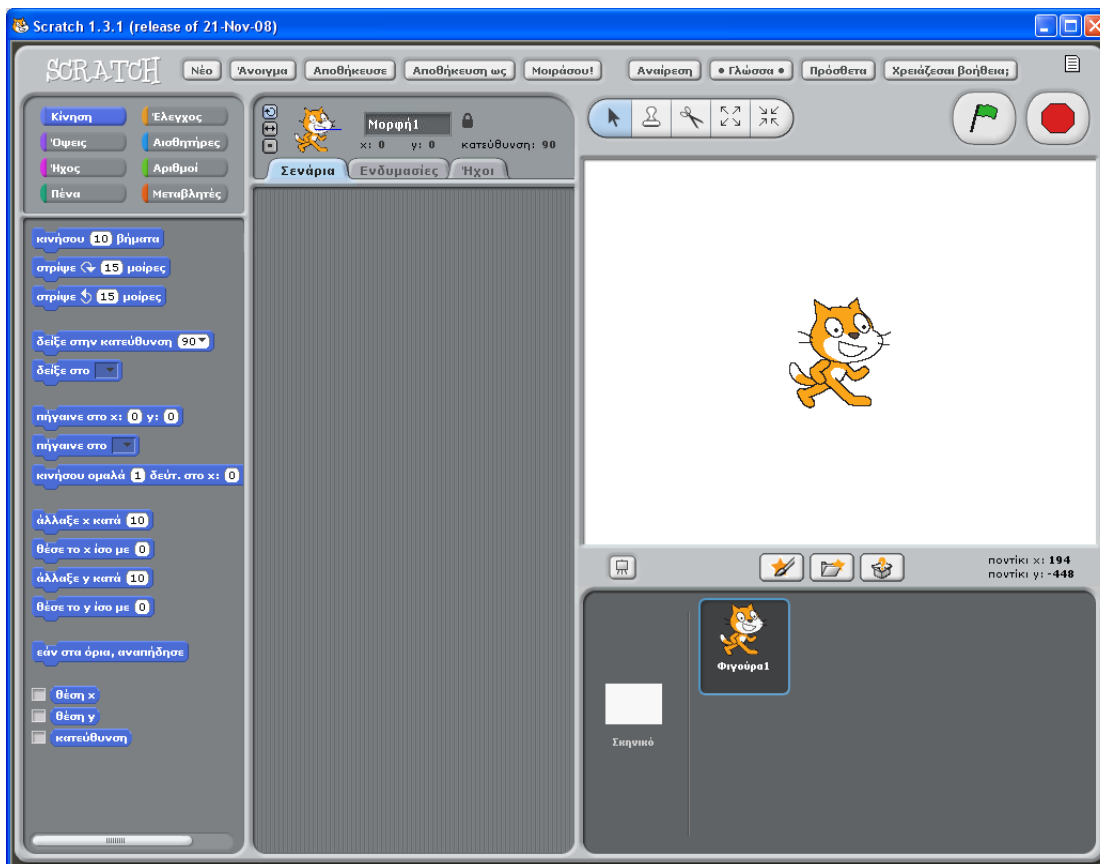 Scratch 1.3.1 (release of 21-Nov-08)
SCRATCH Νέο Άνοιγμα Αποθήκευσε Αποθήκευση ως Μοιράσου! Αναίρεση • Γλώσσα • Πρόσθετα Χρειάζεσαι βοήθεια;
Κίνηση Έλεγχος
Όψεις Αισθητήρες
Ήχος Αριθμοί
Πένα Μεταβλητές
Μορφή1
x: 0 y: 0 κατεύθυνση: 90
Σενάρια Ενδυμασίες Ήχοι
κινήσου 10 βήματα
στρίψε 15 μοίρες
στρίψε 15 μοίρες
δείξε στην κατεύθυνση 90
δείξε στο
πήγαινε στο x: 0 y: 0
πήγαινε στο
κινήσου ομαλά 1 δεύτ. στο x: 0
άλλαξε x κατά 10
θέσε το x ίσο με 0
άλλαξε y κατά 10
θέσε το y ίσο με 0
εάν στα όρια, αναπήδησε
θέση x
θέση y
κατεύθυνση
ποντίκι x: 194
ποντίκι y: -448
Φιγούρα1
Σκηνικό